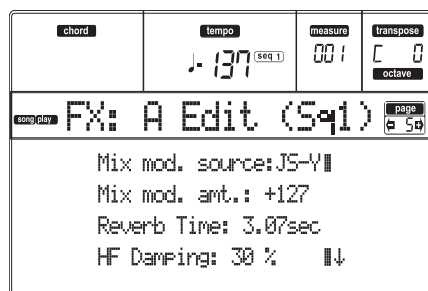 chord
tempo
measure
transpose
♩- 137 seq 1
001
C 0
octave
song play FX: A Edit (Sq1) page 5
Mix mod. source:JS-Y
Mix mod. amt.: +127
Reverb Time: 3.07sec
HF Damping: 30 %